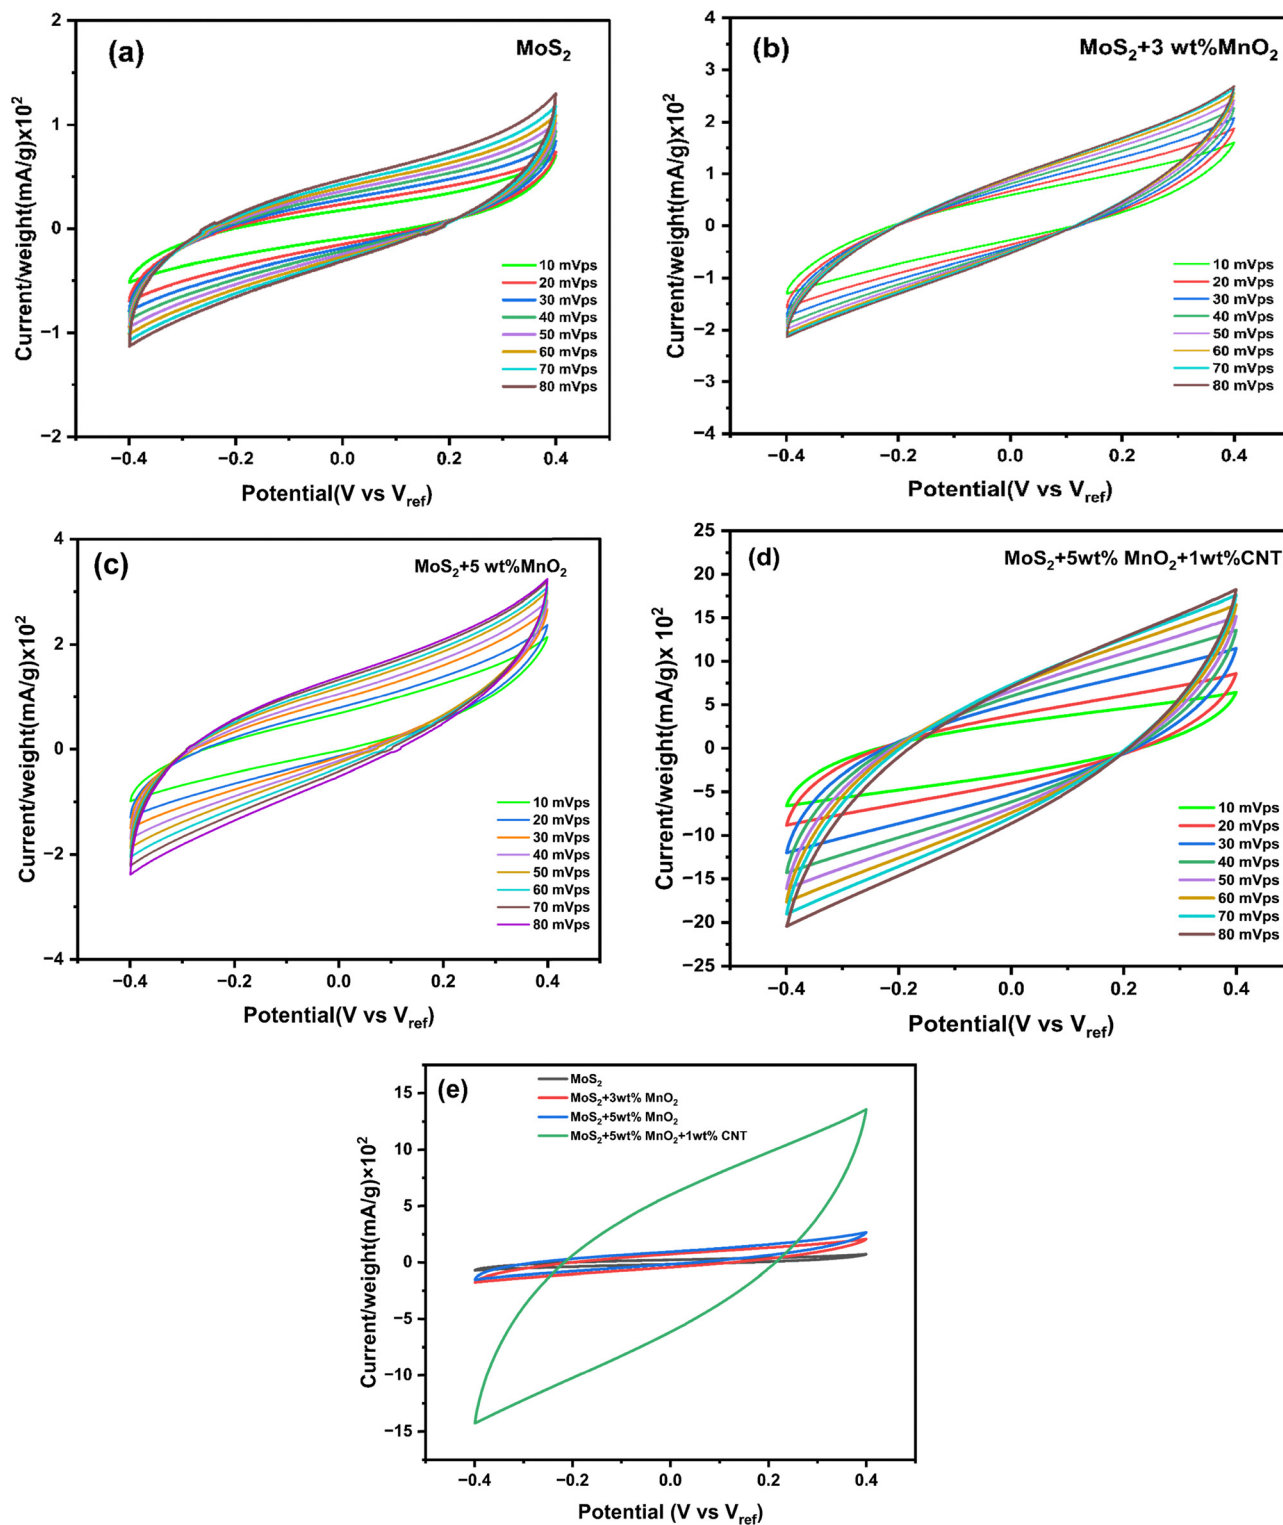 (a)
MoS₂
Current/weight(mA/g)x10²
2
1
0
−1
−2
10 mVps
20 mVps
30 mVps
40 mVps
50 mVps
60 mVps
70 mVps
80 mVps
−0.4
−0.2
0.0
0.2
0.4
Potential(V vs Vref)
(b)
MoS₂+3 wt%MnO₂
Current/weight(mA/g)x10²
4
3
2
1
0
−1
−2
−3
−4
10 mVps
20 mVps
30 mVps
40 mVps
50 mVps
60 mVps
70 mVps
80 mVps
−0.4
−0.2
0.0
0.2
0.4
Potential(V vs Vref)
(c)
MoS₂+5 wt%MnO₂
Current/weight(mA/g)x10²
4
2
0
−2
−4
10 mVps
20 mVps
30 mVps
40 mVps
50 mVps
60 mVps
70 mVps
80 mVps
−0.4
−0.2
0.0
0.2
0.4
Potential(V vs Vref)
(d)
MoS₂+5wt% MnO₂+1wt%CNT
Current/weight(mA/g)x 10²
25
20
15
10
5
0
−5
−10
−15
−20
−25
10 mVps
20 mVps
30 mVps
40 mVps
50 mVps
60 mVps
70 mVps
80 mVps
−0.4
−0.2
0.0
0.2
0.4
Potential(V vs Vref)
(e)
MoS₂
MoS₂+3wt% MnO₂
MoS₂+5wt% MnO₂
MoS₂+5wt% MnO₂+1wt% CNT
Current/weight(mA/g)×10²
15
10
5
0
−5
−10
−15
−0.4
−0.2
0.0
0.2
0.4
Potential (V vs Vref)